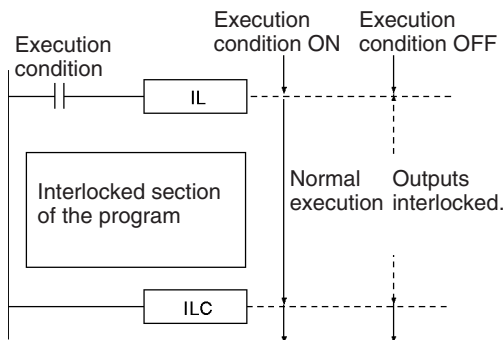 Execution
condition
Execution
condition ON
Execution
condition OFF
IL
Interlocked section
of the program
Normal
execution
Outputs
interlocked.
ILC